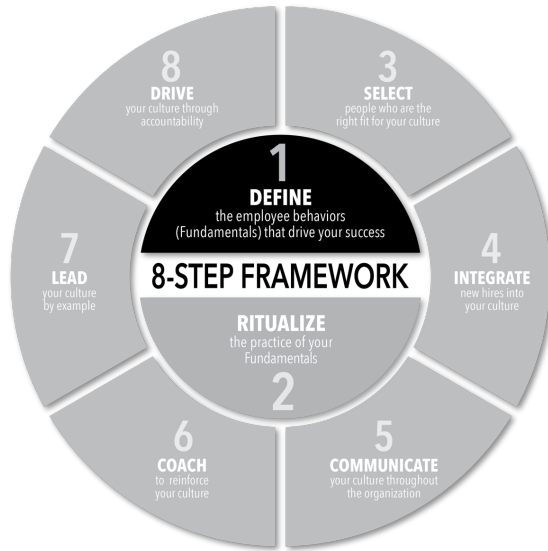 1
DEFINE
the employee behaviors
(Fundamentals) that drive your success
8-STEP FRAMEWORK
RITUALIZE
the practice of your
Fundamentals
2
3
SELECT
people who are the
right fit for your culture
4
INTEGRATE
new hires into
your culture
5
COMMUNICATE
your culture throughout
the organization
6
COACH
to reinforce
your culture
7
LEAD
your culture
by example
8
DRIVE
your culture through
accountability